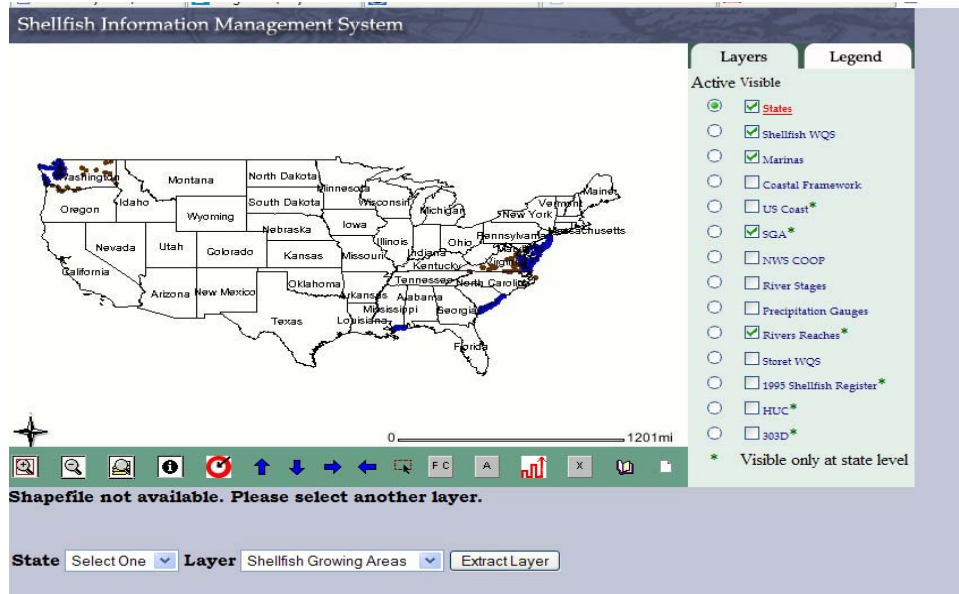 Shellfish Information Management System
Layers Legend
Active Visible
States
Shellfish WQS
Marinas
Coastal Framework
US Coast*
SGA*
NWS COOP
River Stages
Precipitation Gauges
Rivers Reaches*
Storet WQS
1995 Shellfish Register*
HUC*
303D*
* Visible only at state level
Washington
Montana
North Dakota
Minnesota
Maine
Oregon
Idaho
South Dakota
Wisconsin
Michigan
Vermont
New York
Wyoming
Massachusetts
Nebraska
Iowa
Pennsylvania
Nevada
Utah
Colorado
Kansas
Missouri
Illinois
Indiana
Ohio
Virginia
California
Kentucky
Arizona
New Mexico
Oklahoma
Tennessee
North Carolina
Arkansas
Alabama
Mississippi
Georgia
Texas
Louisiana
Florida
0 1201mi
F C
A
X
Shapefile not available. Please select another layer.
State Select One Layer Shellfish Growing Areas Extract Layer